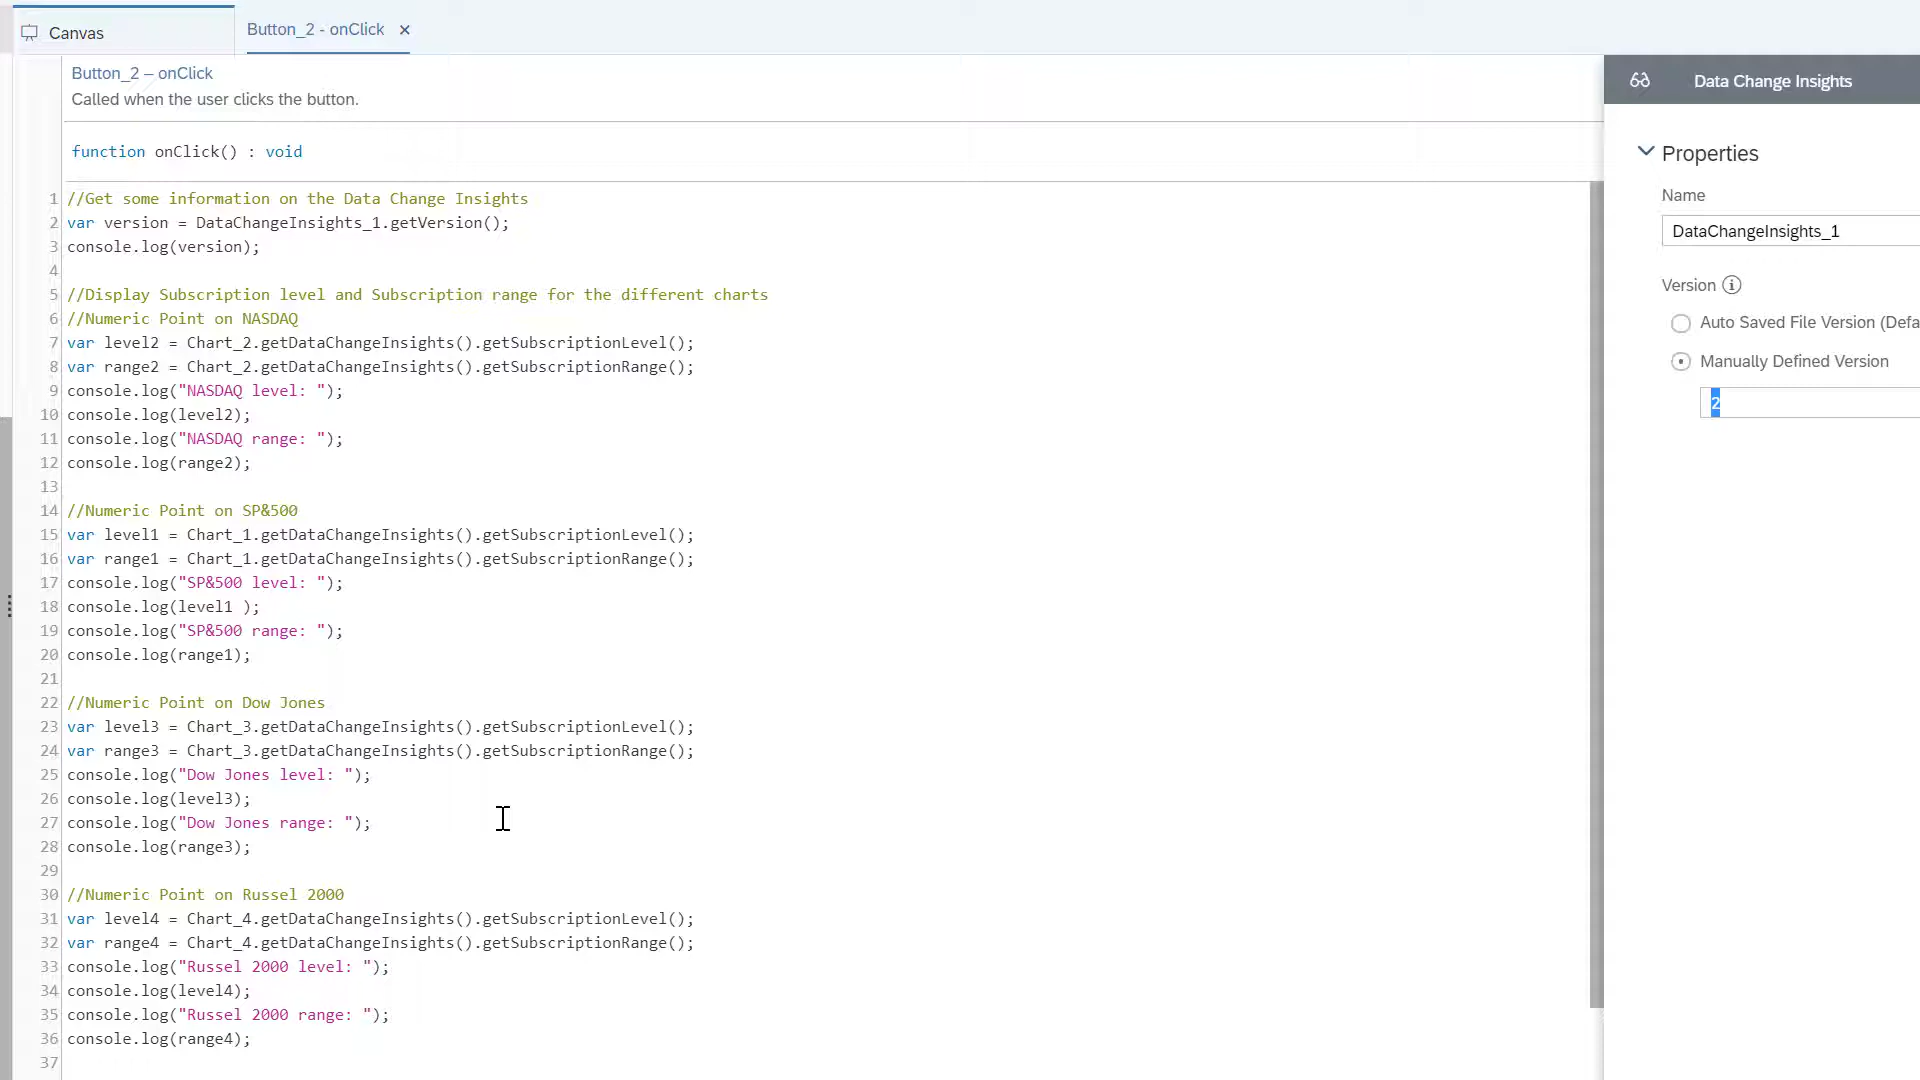 Canvas
Button_2 - onClick
Button_2 – onClick
Called when the user clicks the button.
function onClick() : void
1 //Get some information on the Data Change Insights
2 var version = DataChangeInsights_1.getVersion();
3 console.log(version);
4
5 //Display Subscription level and Subscription range for the different charts
6 //Numeric Point on NASDAQ
7 var level2 = Chart_2.getDataChangeInsights().getSubscriptionLevel();
8 var range2 = Chart_2.getDataChangeInsights().getSubscriptionRange();
9 console.log("NASDAQ level: ");
10 console.log(level2);
11 console.log("NASDAQ range: ");
12 console.log(range2);
13
14 //Numeric Point on SP&500
15 var level1 = Chart_1.getDataChangeInsights().getSubscriptionLevel();
16 var range1 = Chart_1.getDataChangeInsights().getSubscriptionRange();
17 console.log("SP&500 level: ");
18 console.log(level1 );
19 console.log("SP&500 range: ");
20 console.log(range1);
21
22 //Numeric Point on Dow Jones
23 var level3 = Chart_3.getDataChangeInsights().getSubscriptionLevel();
24 var range3 = Chart_3.getDataChangeInsights().getSubscriptionRange();
25 console.log("Dow Jones level: ");
26 console.log(level3);
27 console.log("Dow Jones range: ");
28 console.log(range3);
29
30 //Numeric Point on Russel 2000
31 var level4 = Chart_4.getDataChangeInsights().getSubscriptionLevel();
32 var range4 = Chart_4.getDataChangeInsights().getSubscriptionRange();
33 console.log("Russel 2000 level: ");
34 console.log(level4);
35 console.log("Russel 2000 range: ");
36 console.log(range4);
37
Data Change Insights
Properties
Name
DataChangeInsights_1
Version
Auto Saved File Version (Defa
Manually Defined Version
2